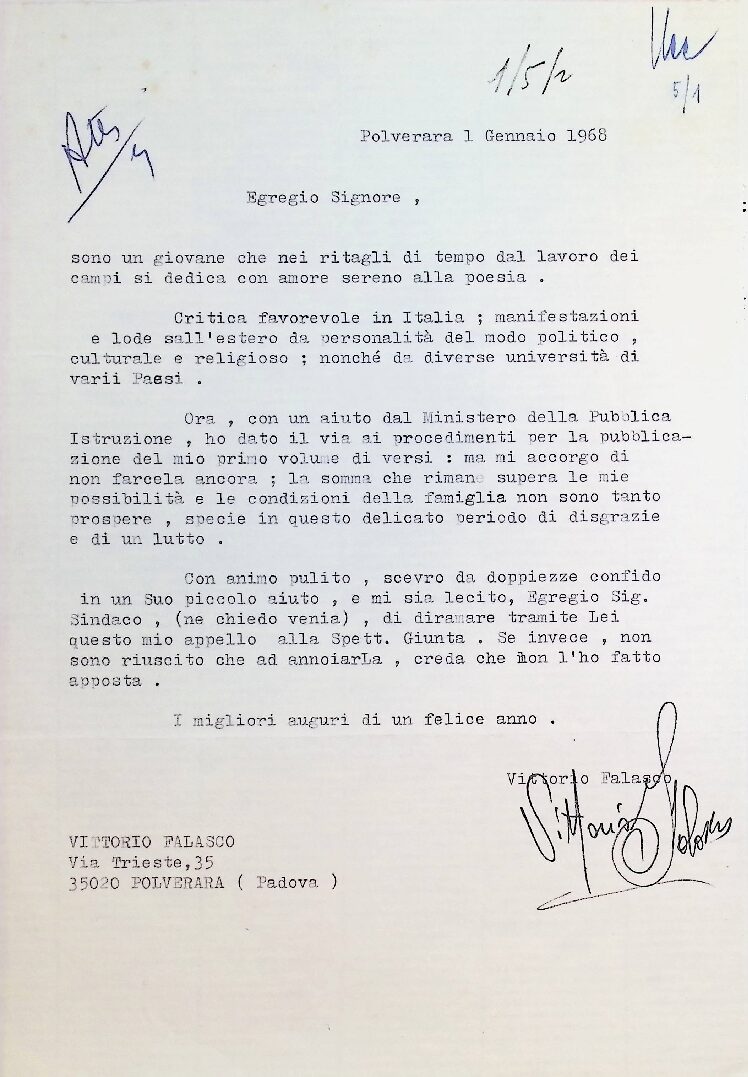 1/5/2
5/1
Polverara 1 Gennaio 1968
Egregio Signore ,
sono un giovane che nei ritagli di tempo dal lavoro dei
campi si dedica con amore sereno alla poesia .
Critica favorevole in Italia ; manifestazioni
e lode sall'estero da personalità del modo politico ,
culturale e religioso ; nonché da diverse università di
varii Paesi .
Ora , con un aiuto dal Ministero della Pubblica
Istruzione , ho dato il via ai procedimenti per la pubblica-
zione del mio primo volume di versi : ma mi accorgo di
non farcela ancora ; la somma che rimane supera le mie
possibilità e le condizioni della famiglia non sono tanto
prospere , specie in questo delicato periodo di disgrazie
e di un lutto .
Con animo pulito , scevro da doppiezze confido
in un Suo piccolo aiuto , e mi sia lecito, Egregio Sig.
Sindaco , (ne chiedo venia) , di diramare tramite Lei
questo mio appello alla Spett. Giunta . Se invece , non
sono riuscito che ad annoiarLa , creda che non l'ho fatto
apposta .
I migliori auguri di un felice anno .
Vittorio Falasco
Vittorio Falasco
VITTORIO FALASCO
Via Trieste,35
35020 POLVERARA ( Padova )